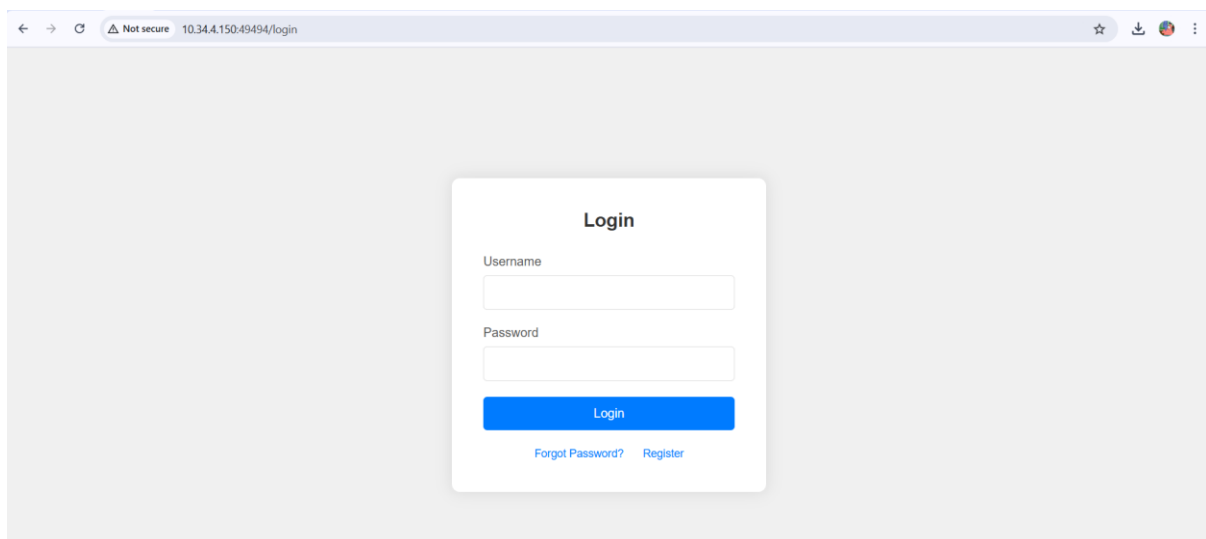 Not secure 10.34.4.150:49494/login
Login
Username
Password
Login
Forgot Password? Register